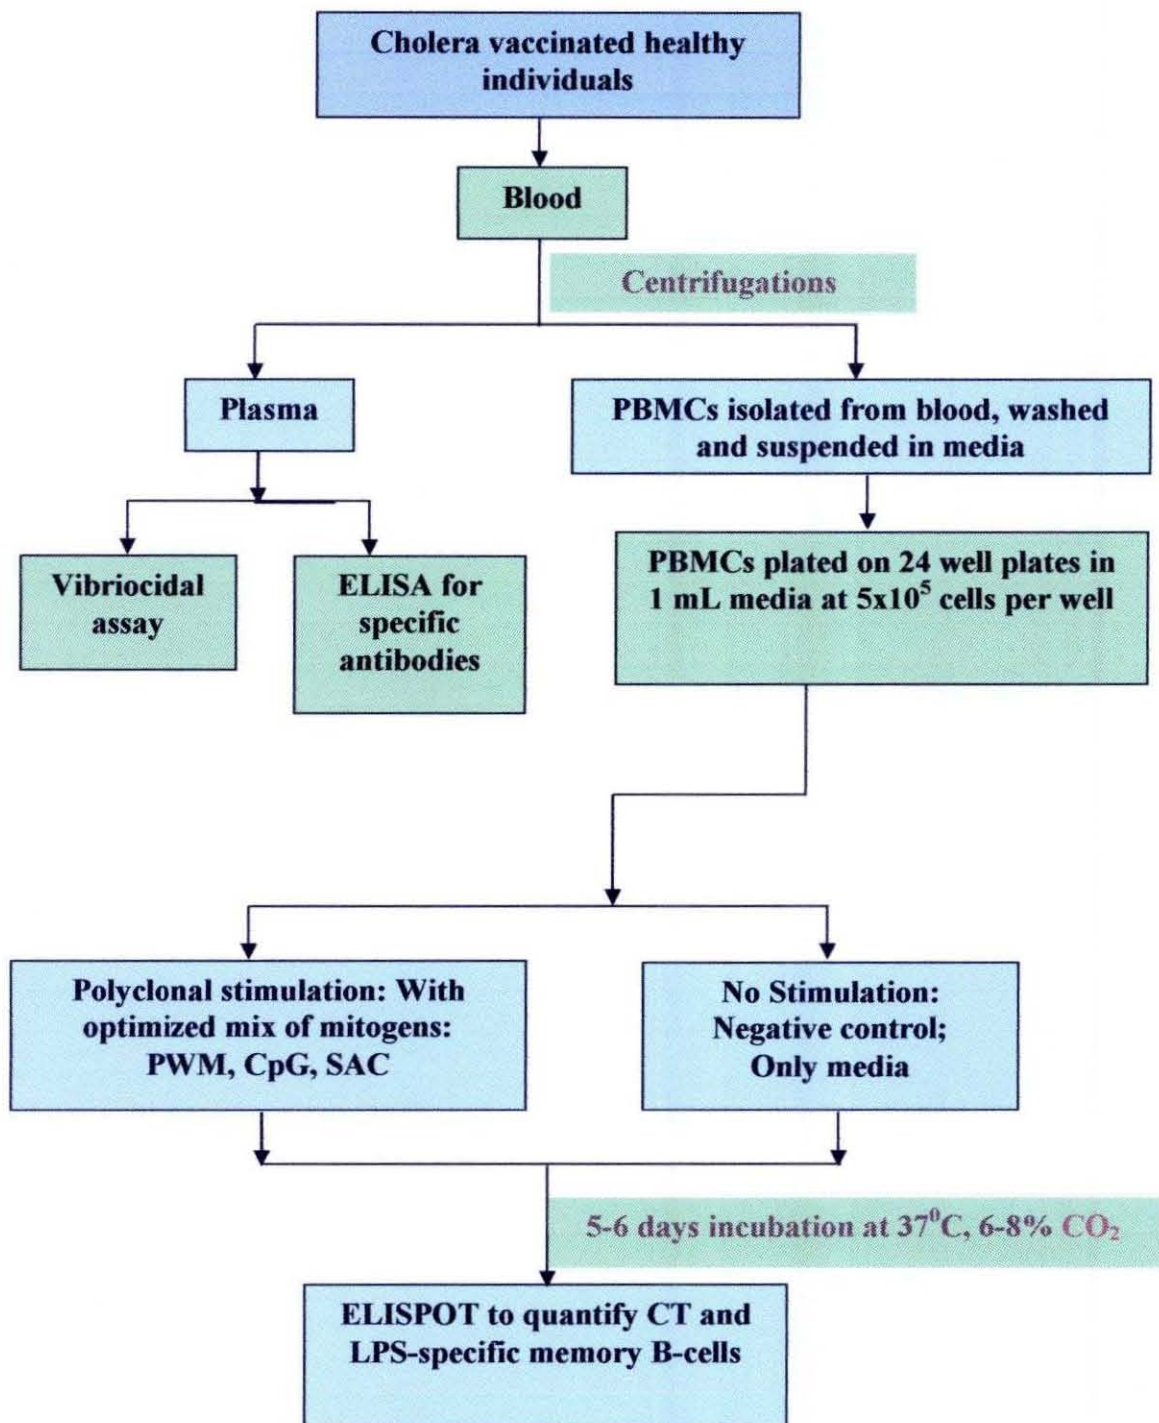 Cholera vaccinated healthy
individuals
Blood
Centrifugations
Plasma
PBMCs isolated from blood, washed
and suspended in media
Vibriocidal
assay
ELISA for
specific
antibodies
PBMCs plated on 24 well plates in
1 mL media at 5x10⁵ cells per well
Polyclonal stimulation: With
optimized mix of mitogens:
PWM, CpG, SAC
No Stimulation:
Negative control;
Only media
5-6 days incubation at 37⁰C, 6-8% CO₂
ELISPOT to quantify CT and
LPS-specific memory B-cells